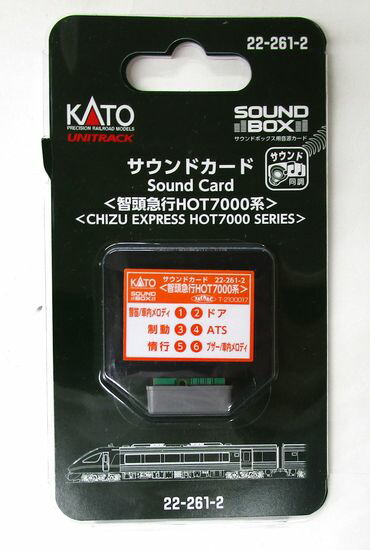 22-261-2
KATO
PRECISION RAILROAD MODELS
UNITRACK
SOUND BOX
サウンドボックス用音源カード
サウンド
同調
サウンドカード
Sound Card
<智頭急行HOT7000系>
<CHIZU EXPRESS HOT7000 SERIES>
KATO サウンドカード 22-261-2
<智頭急行HOT7000系>
SOUND BOX
T-2100017
警笛/車内メロディ 1 2 ドア
制動 3 4 ATS
惰行 5 6 ブザー/車内メロディ
22-261-2